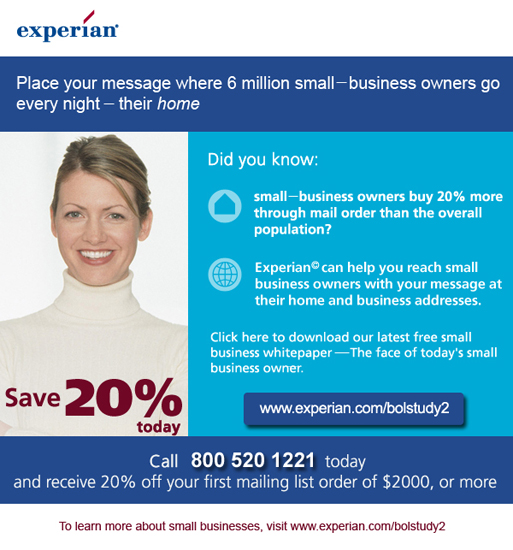 experian
Place your message where 6 million small–business owners go
every night – their home
Did you know:
small–business owners buy 20% more
through mail order than the overall
population?
Experian© can help you reach small
business owners with your message at
their home and business addresses.
Click here to download our latest free small
business whitepaper —The face of today's small
business owner.
Save 20%
today
www.experian.com/bolstudy2
Call 800 520 1221 today
and receive 20% off your first mailing list order of $2000, or more
To learn more about small businesses, visit www.experian.com/bolstudy2